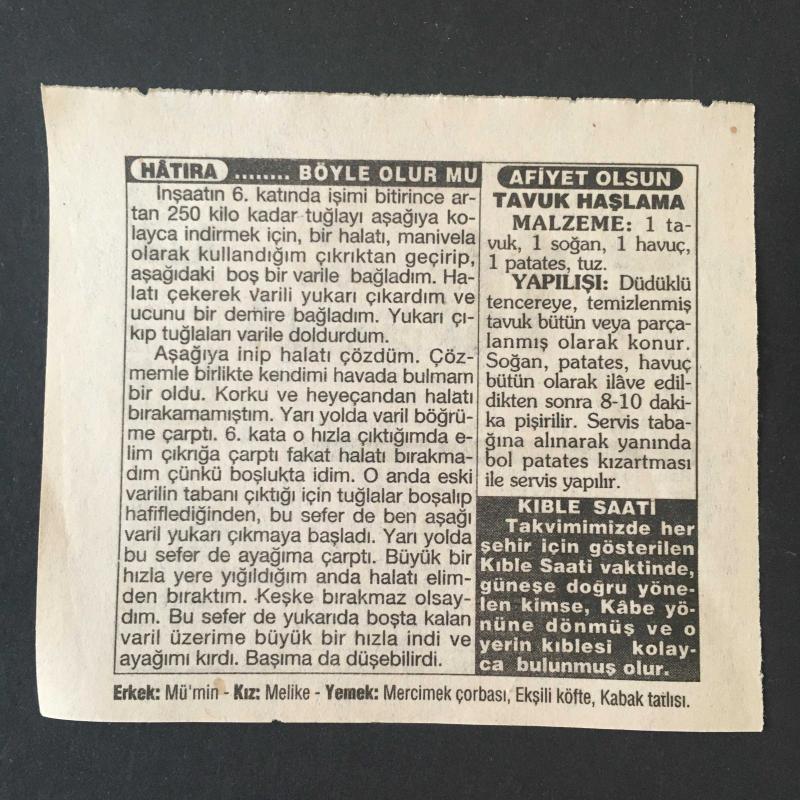 HÂTIRA ........ BÖYLE OLUR MU
İnşaatın 6. katında işimi bitirince ar-
tan 250 kilo kadar tuğlayı aşağıya ko-
layca indirmek için, bir halatı, manivela
olarak kullandığım çıkrıktan geçirip,
aşağıdaki boş bir varile bağladım. Ha-
latı çekerek varili yukarı çıkardım ve
ucunu bir demire bağladım. Yukarı çı-
kıp tuğlaları varile doldurdum.
Aşağıya inip halatı çözdüm. Çöz-
memle birlikte kendimi havada bulmam
bir oldu. Korku ve heyeçandan halatı
bırakamamıştım. Yarı yolda varil böğrü-
me çarptı. 6. kata o hızla çıktığımda e-
lim çıkrığa çarptı fakat halatı bırakma-
dım çünkü boşlukta idim. O anda eski
varilin tabanı çıktığı için tuğlalar boşalıp
hafiflediğinden, bu sefer de ben aşağı
varil yukarı çıkmaya başladı. Yarı yolda
bu sefer de ayağıma çarptı. Büyük bir
hızla yere yığıldığım anda halatı elim-
den bıraktım. Keşke bırakmaz olsay-
dım. Bu sefer de yukarıda boşta kalan
varil üzerime büyük bir hızla indi ve
ayağımı kırdı. Başıma da düşebilirdi.
AFİYET OLSUN
TAVUK HAŞLAMA
MALZEME: 1 ta-
vuk, 1 soğan, 1 havuç,
1 patates, tuz.
YAPILIŞI: Düdüklü
tencereye, temizlenmiş
tavuk bütün veya parça-
lanmış olarak konur.
Soğan, patates, havuç
bütün olarak ilâve edil-
dikten sonra 8-10 daki-
ka pişirilir. Servis taba-
ğına alınarak yanında
bol patates kızartması
ile servis yapılır.
KIBLE SAATİ
Takvimimizde her
şehir için gösterilen
Kıble Saati vaktinde,
güneşe doğru yöne-
len kimse, Kâbe yö-
nüne dönmüş ve o
yerin kıblesi kolay-
ca bulunmuş olur.
Erkek: Mü'min - Kız: Melike - Yemek: Mercimek çorbası, Ekşili köfte, Kabak tatlısı.